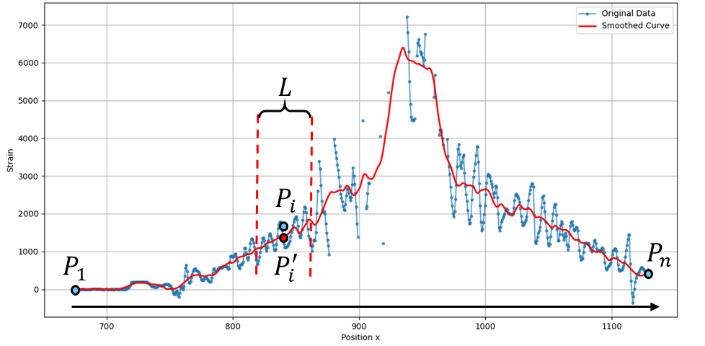 Original Data
Smoothed Curve
7000
6000
5000
4000
3000
2000
1000
0
Strain
L
P_i
P_i'
P_1
P_n
700
800
900
1000
1100
Position x